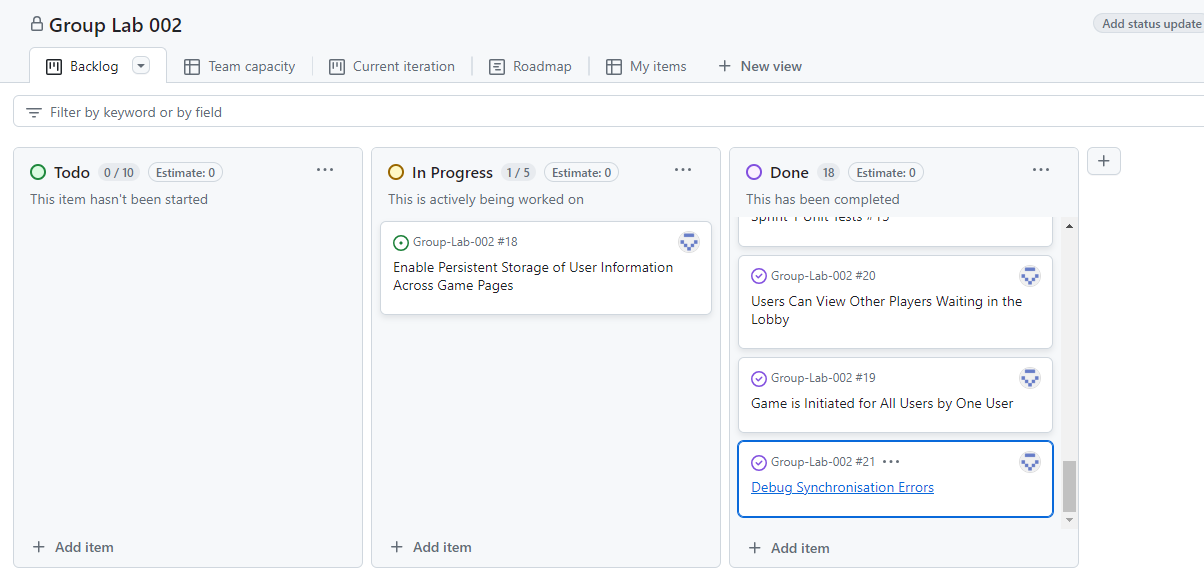 Group Lab 002
Add status update
Backlog
Team capacity
Current iteration
Roadmap
My items
New view
Filter by keyword or by field
Todo 0 / 10 Estimate: 0
This item hasn't been started
Add item
In Progress 1 / 5 Estimate: 0
This is actively being worked on
Group-Lab-002 #18
Enable Persistent Storage of User Information
Across Game Pages
Add item
Done 18 Estimate: 0
This has been completed
Sprint 1 Unit Tests
Group-Lab-002 #20
Users Can View Other Players Waiting in the
Lobby
Group-Lab-002 #19
Game is Initiated for All Users by One User
Group-Lab-002 #21
Debug Synchronisation Errors
Add item